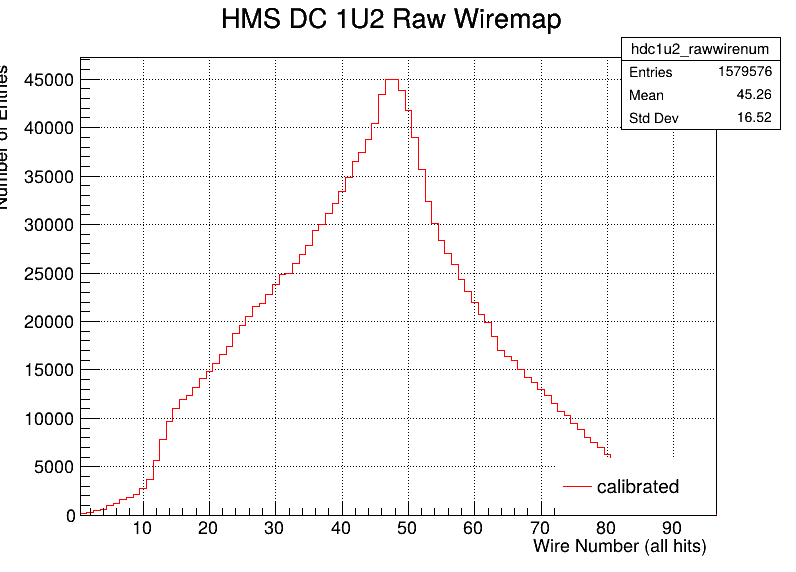 HMS DC 1U2 Raw Wiremap
hdc1u2_rawwirenum
Entries 1579576
Mean 45.26
Std Dev 16.52
Number of Entries
45000
40000
35000
30000
25000
20000
15000
10000
5000
0
calibrated
10 20 30 40 50 60 70 80 90
Wire Number (all hits)